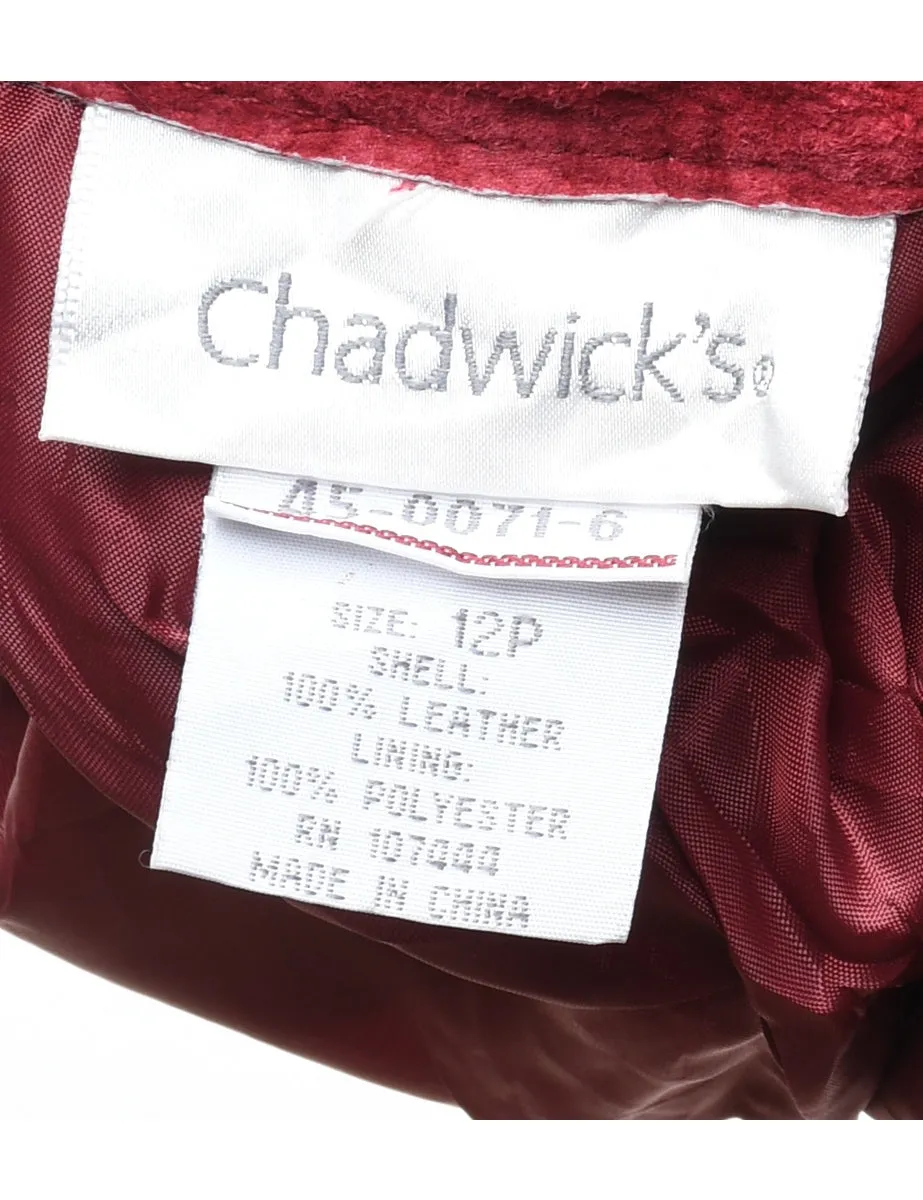 Chadwick's®
45-0071-6
SIZE: 12P
SHELL:
100% LEATHER
LINING:
100% POLYESTER
RN 107444
MADE IN CHINA